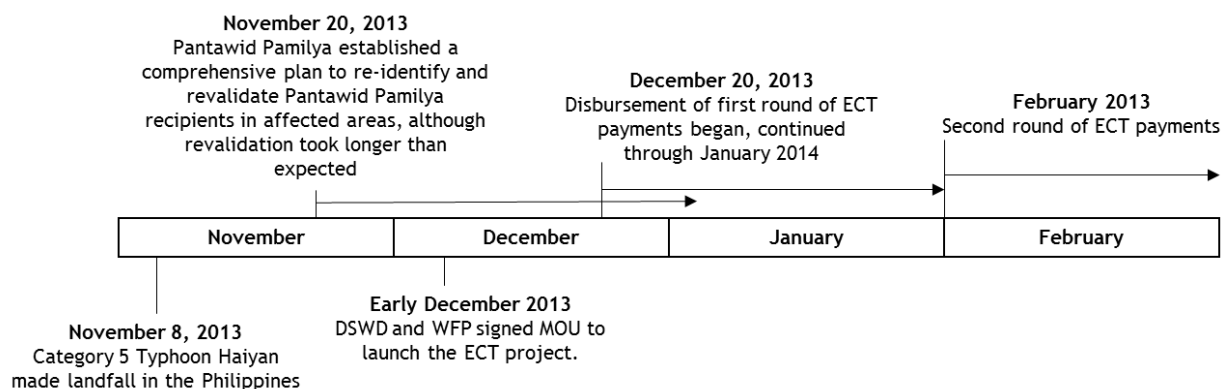 November 20, 2013
Pantawid Pamilya established a
comprehensive plan to re-identify and
revalidate Pantawid Pamilya
recipients in affected areas, although
revalidation took longer than
expected
December 20, 2013
Disbursement of first round of ECT
payments began, continued
through January 2014
February 2013
Second round of ECT payments
November
December
January
February
November 8, 2013
Category 5 Typhoon Haiyan
made landfall in the Philippines
Early December 2013
DSWD and WFP signed MOU to
launch the ECT project.